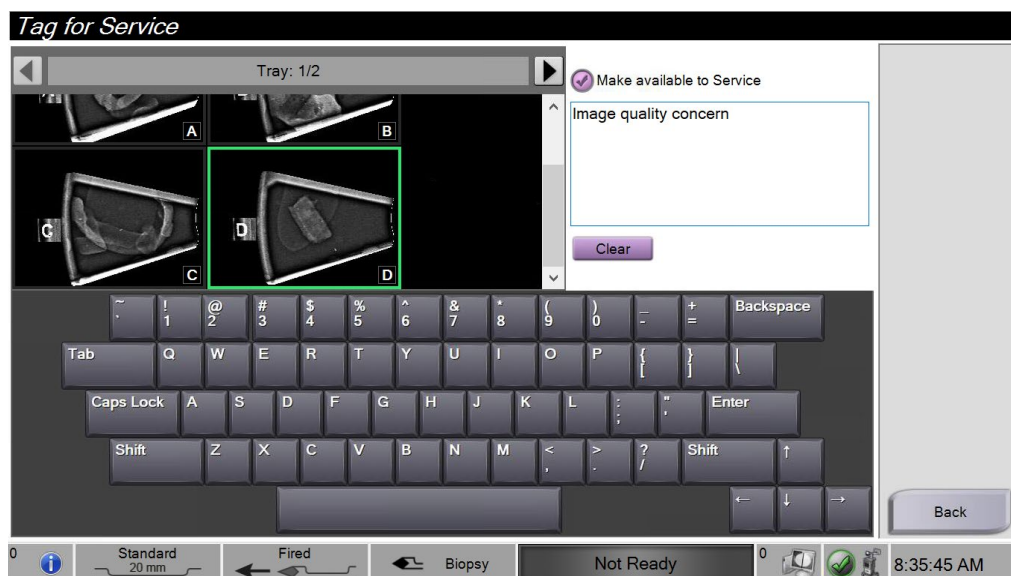 Tag for Service
Tray: 1/2
Make available to Service
A
B
Image quality concern
C
C
D
D
Clear
~ ! @ # $ % ^ & * ( ) _ + Backspace
` 1 2 3 4 5 6 7 8 9 0 - =
Tab Q W E R T Y U I O P { } |
[ ] \
Caps Lock A S D F G H J K L : " Enter
; '
Shift Z X C V B N M < > ? Shift ↑
, . /
← ↓ →
Back
0 Standard Fired Biopsy Not Ready 0 8:35:45 AM
20 mm